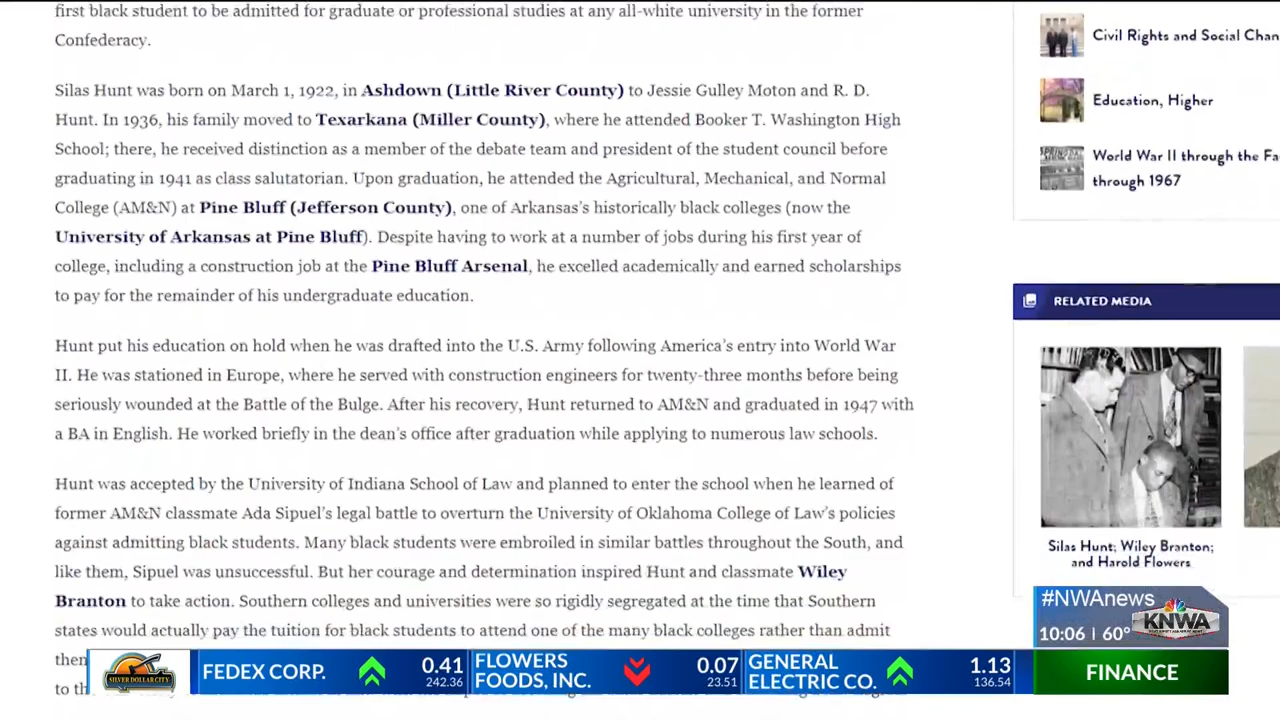 first black student to be admitted for graduate or professional studies at any all-white university in the former
Confederacy.
Silas Hunt was born on March 1, 1922, in Ashdown (Little River County) to Jessie Gulley Moton and R. D.
Hunt. In 1936, his family moved to Texarkana (Miller County), where he attended Booker T. Washington High
School; there, he received distinction as a member of the debate team and president of the student council before
graduating in 1941 as class salutatorian. Upon graduation, he attended the Agricultural, Mechanical, and Normal
College (AM&N) at Pine Bluff (Jefferson County), one of Arkansas's historically black colleges (now the
University of Arkansas at Pine Bluff). Despite having to work at a number of jobs during his first year of
college, including a construction job at the Pine Bluff Arsenal, he excelled academically and earned scholarships
to pay for the remainder of his undergraduate education.
Hunt put his education on hold when he was drafted into the U.S. Army following America's entry into World War
II. He was stationed in Europe, where he served with construction engineers for twenty-three months before being
seriously wounded at the Battle of the Bulge. After his recovery, Hunt returned to AM&N and graduated in 1947 with
a BA in English. He worked briefly in the dean's office after graduation while applying to numerous law schools.
Hunt was accepted by the University of Indiana School of Law and planned to enter the school when he learned of
former AM&N classmate Ada Sipuel's legal battle to overturn the University of Oklahoma College of Law's policies
against admitting black students. Many black students were embroiled in similar battles throughout the South, and
like them, Sipuel was unsuccessful. But her courage and determination inspired Hunt and classmate Wiley
Branton to take action. Southern colleges and universities were so rigidly segregated at the time that Southern
states would actually pay the tuition for black students to attend one of the many black colleges rather than admit
then
to th
Civil Rights and Social Chan
Education, Higher
World War II through the Fa
through 1967
RELATED MEDIA
Silas Hunt; Wiley Branton;
and Harold Flowers
#NWAnews
KNWA
10:06 | 60°
SILVER DOLLAR CITY
FEDEX CORP.
0.41
242.36
FLOWERS
FOODS, INC.
0.07
23.51
GENERAL
ELECTRIC CO.
1.13
136.54
FINANCE